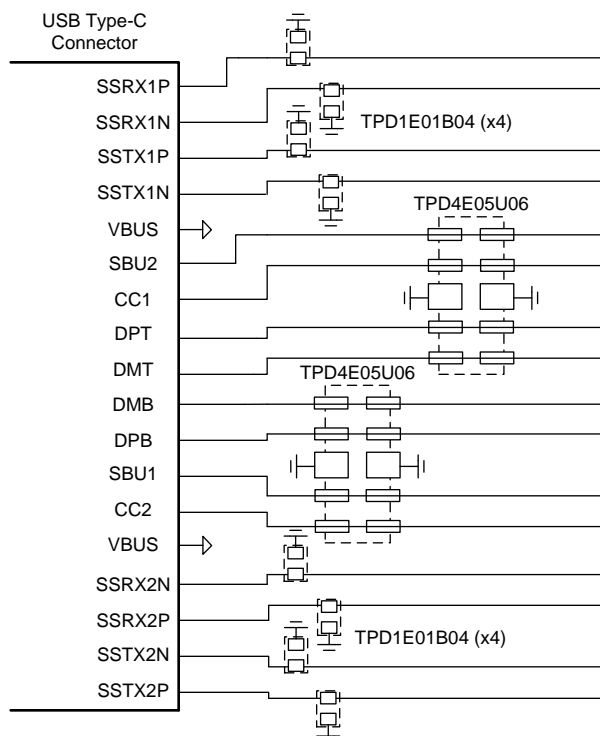 USB Type-C
Connector
SSRX1P
SSRX1N
TPD1E01B04 (x4)
SSTX1P
SSTX1N
TPD4E05U06
VBUS
SBU2
CC1
DPT
DMT
TPD4E05U06
DMB
DPB
SBU1
CC2
VBUS
SSRX2N
SSRX2P
TPD1E01B04 (x4)
SSTX2N
SSTX2P